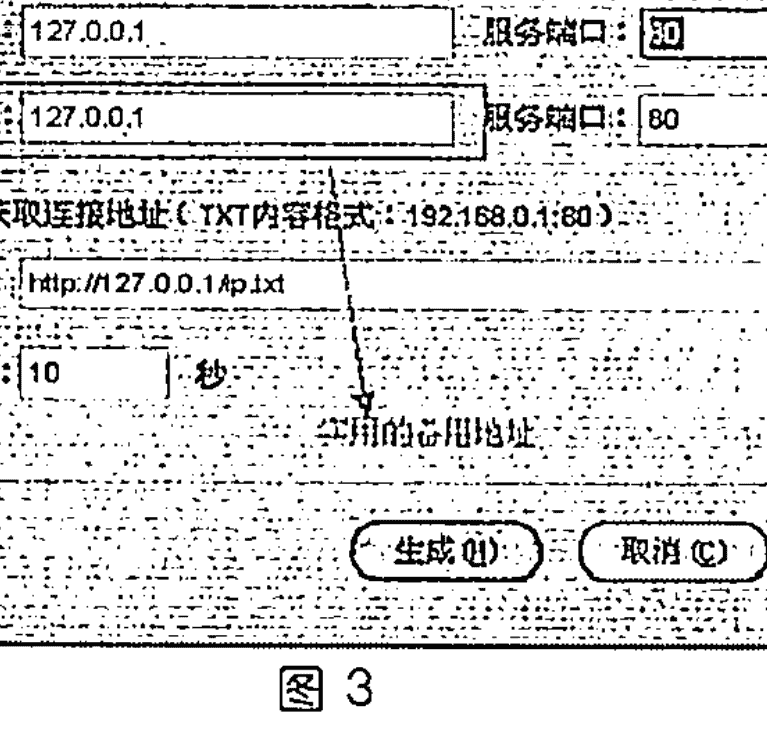 : 127.0.0.1 服务端口: 80
: 127.0.0.1 服务端口: 80
获取连接地址(TXT内容格式:192.168.0.1:80)
http://127.0.0.1/ip.txt
: 10 秒
实用的备用地址
生成 取消(C)
图 3